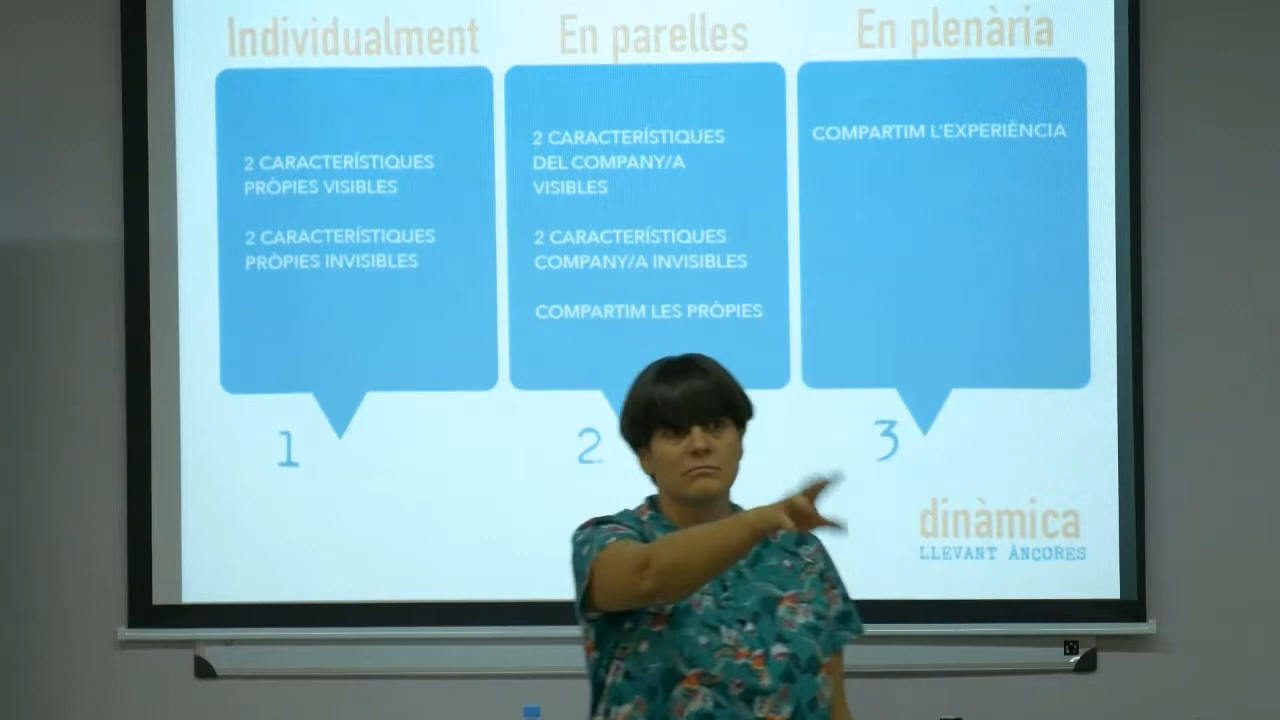 Individualment
2 CARACTERÍSTIQUES
PRÒPIES VISIBLES
2 CARACTERÍSTIQUES
PRÒPIES INVISIBLES
1
En parelles
2 CARACTERÍSTIQUES
DEL COMPANY/A
VISIBLES
2 CARACTERÍSTIQUES
COMPANY/A INVISIBLES
COMPARTIM LES PRÒPIES
2
En plenària
COMPARTIM L'EXPERIÈNCIA
3
dinàmica
LLEVANT ÀNCORES